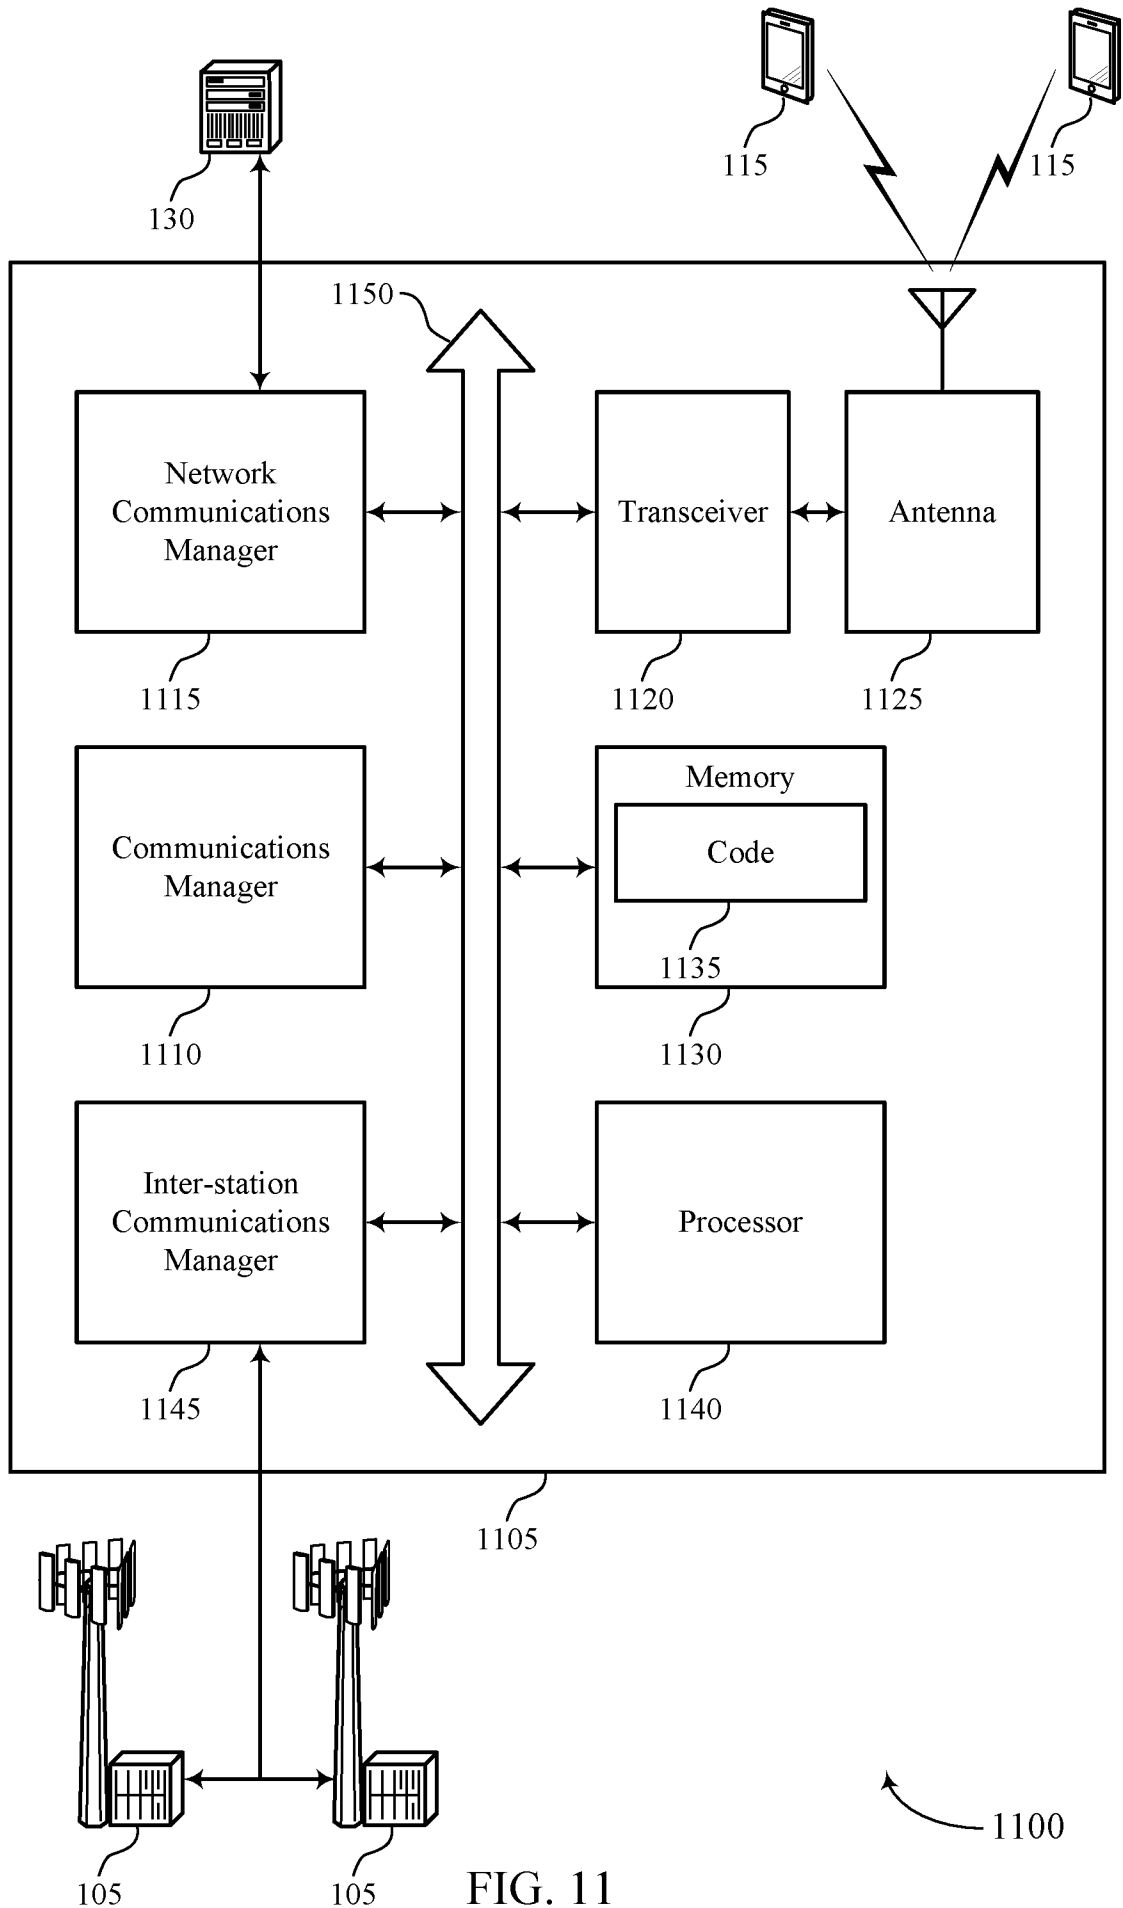 115
115
130
1150
Network
Communications
Manager
Transceiver
Antenna
1115
1120
1125
Memory
Communications
Manager
Code
1135
1110
1130
Inter-station
Communications
Manager
Processor
1145
1140
1105
1100
105
105
FIG. 11